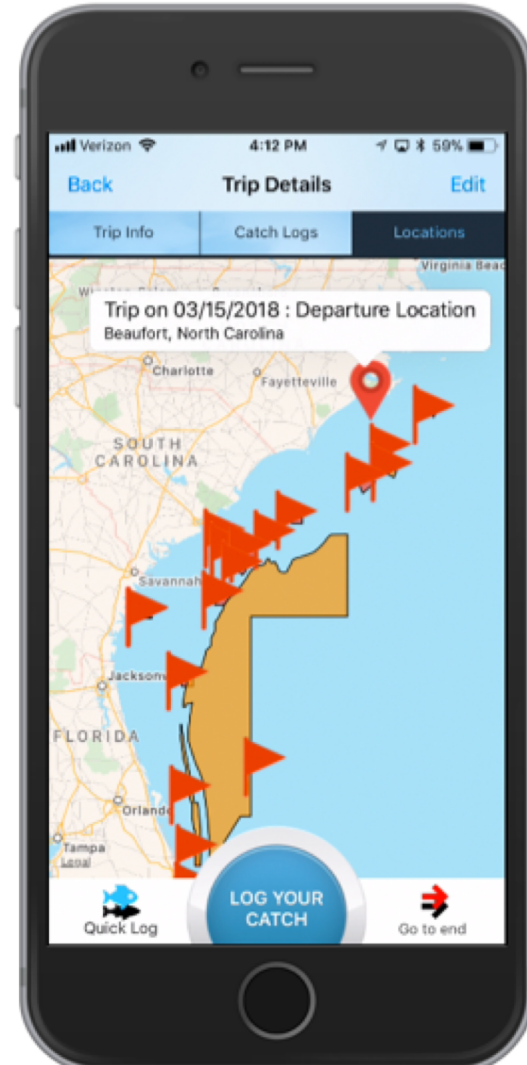 Verizon 4:12 PM 59%
Back Trip Details Edit
Trip Info Catch Logs Locations
Virginia Beac
Trip on 03/15/2018 : Departure Location
Beaufort, North Carolina
Charlotte
Fayetteville
SOUTH
CAROLINA
Savannah
Jacksonv
FLORIDA
Orlando
Tampa
Legal
LOG YOUR
CATCH
Quick Log
Go to end